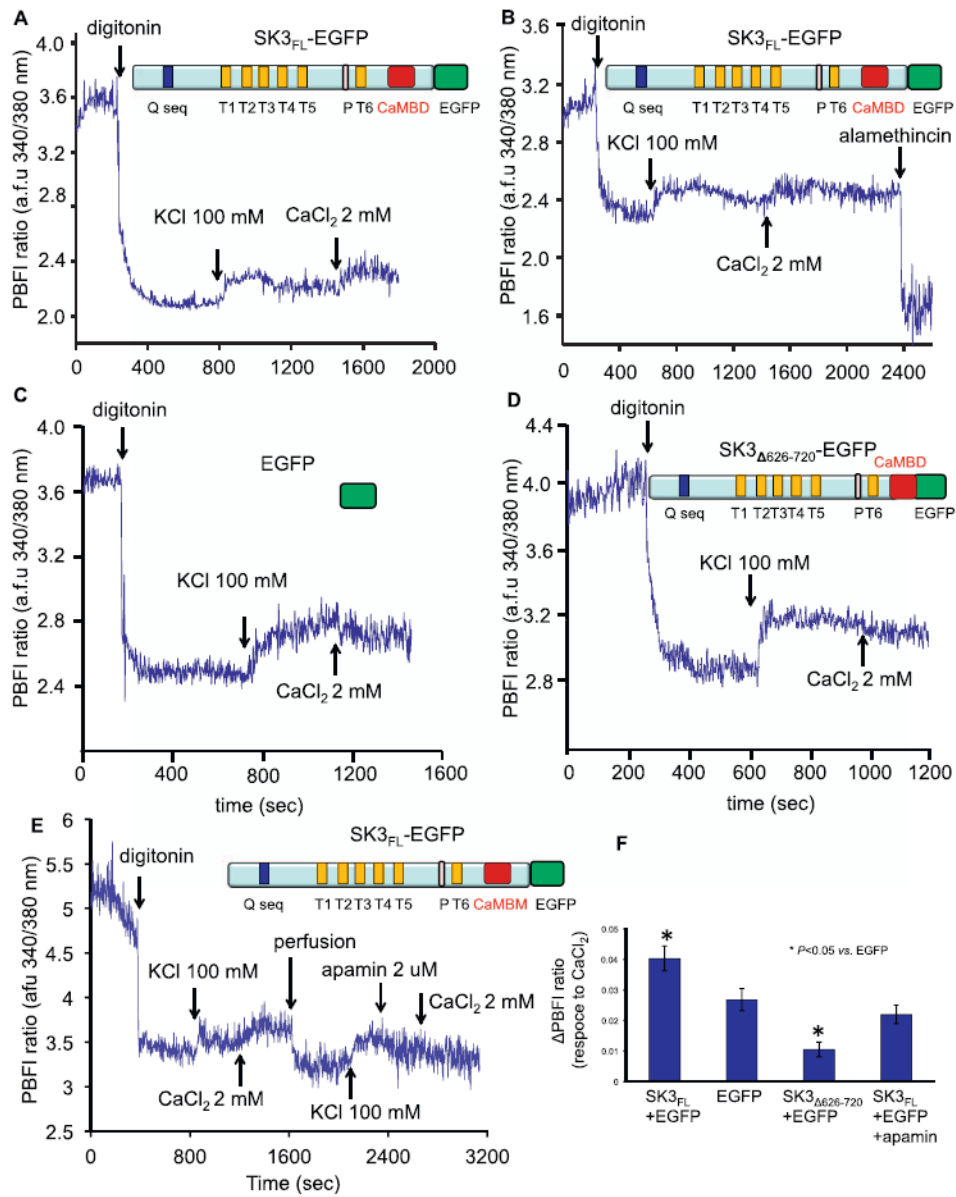 A
digitonin
SK3FL-EGFP
Q seq
T1 T2 T3 T4 T5
P T6 CaMBD
EGFP
KCl 100 mM
CaCl2 2 mM
PBFI ratio (a.f.u 340/380 nm)
4.0
3.6
3.2
2.8
2.4
2.0
0 400 800 1200 1600 2000
B
digitonin
SK3FL-EGFP
Q seq
T1 T2 T3 T4 T5
P T6 CaMBD
EGFP
KCl 100 mM
alamethincin
CaCl2 2 mM
PBFI ratio (a.f.u 340/380 nm)
3.6
3.2
2.8
2.4
2.0
1.6
0 400 800 1200 1600 2000 2400
C
digitonin
EGFP
KCl 100 mM
CaCl2 2 mM
PBFI ratio (a.f.u 340/380 nm)
4.0
3.6
3.2
2.8
2.4
0 400 800 1200 1600
time (sec)
D
digitonin
SK3Δ626-720-EGFP
CaMBD
Q seq
T1 T2 T3 T4 T5
P T6
EGFP
KCl 100 mM
CaCl2 2 mM
PBFI ratio (a.f.u 340/380 nm)
4.4
4.0
3.6
3.2
2.8
0 200 400 600 800 1000 1200
time (sec)
E
SK3FL-EGFP
digitonin
Q seq
T1 T2 T3 T4 T5
P T6 CaMBM
EGFP
perfusion
KCl 100 mM
apamin 2 uM
CaCl2 2 mM
CaCl2 2 mM
KCl 100 mM
PBFI ratio (afu 340/380 nm)
6
5.5
5
4.5
4
3.5
3
2.5
0 800 1600 2400 3200
Time (sec)
F
* P<0.05 vs. EGFP
*
*
ΔPBFI ratio
(responce to CaCl2)
0.05
0.04
0.03
0.02
0.01
0
SK3FL
+EGFP
EGFP
SK3Δ626-720
+EGFP
SK3FL
+EGFP
+apamin